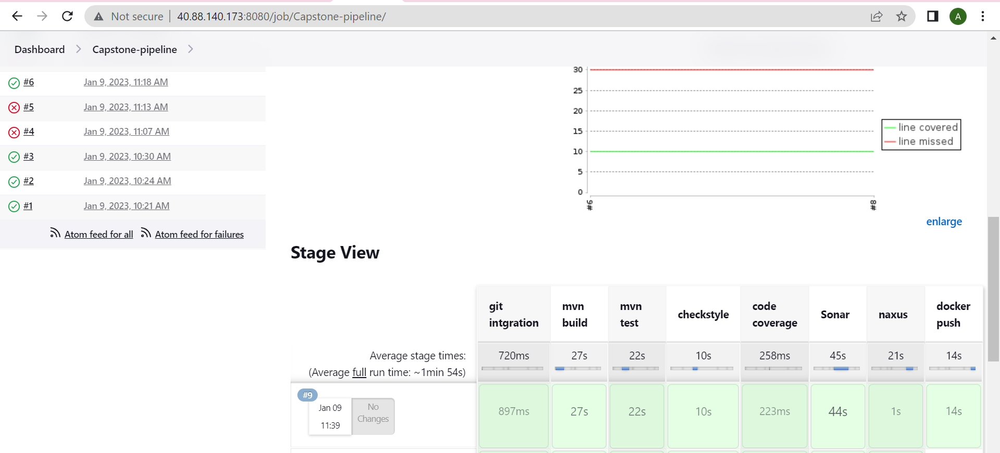 Not secure
40.88.140.173:8080/job/Capstone-pipeline/
A
Dashboard
Capstone-pipeline
#6 Jan 9, 2023, 11:18 AM
#5 Jan 9, 2023, 11:13 AM
#4 Jan 9, 2023, 11:07 AM
#3 Jan 9, 2023, 10:30 AM
#2 Jan 9, 2023, 10:24 AM
#1 Jan 9, 2023, 10:21 AM
Atom feed for all Atom feed for failures
30
25
20
15
10
5
0
#6 #8
line covered
line missed
enlarge
Stage View
git intgration
mvn build
mvn test
checkstyle
code coverage
Sonar
naxus
docker push
Average stage times:
(Average full run time: ~1min 54s)
720ms 27s 22s 10s 258ms 45s 21s 14s
#9
Jan 09
11:39
No
Changes
897ms 27s 22s 10s 223ms 44s 1s 14s